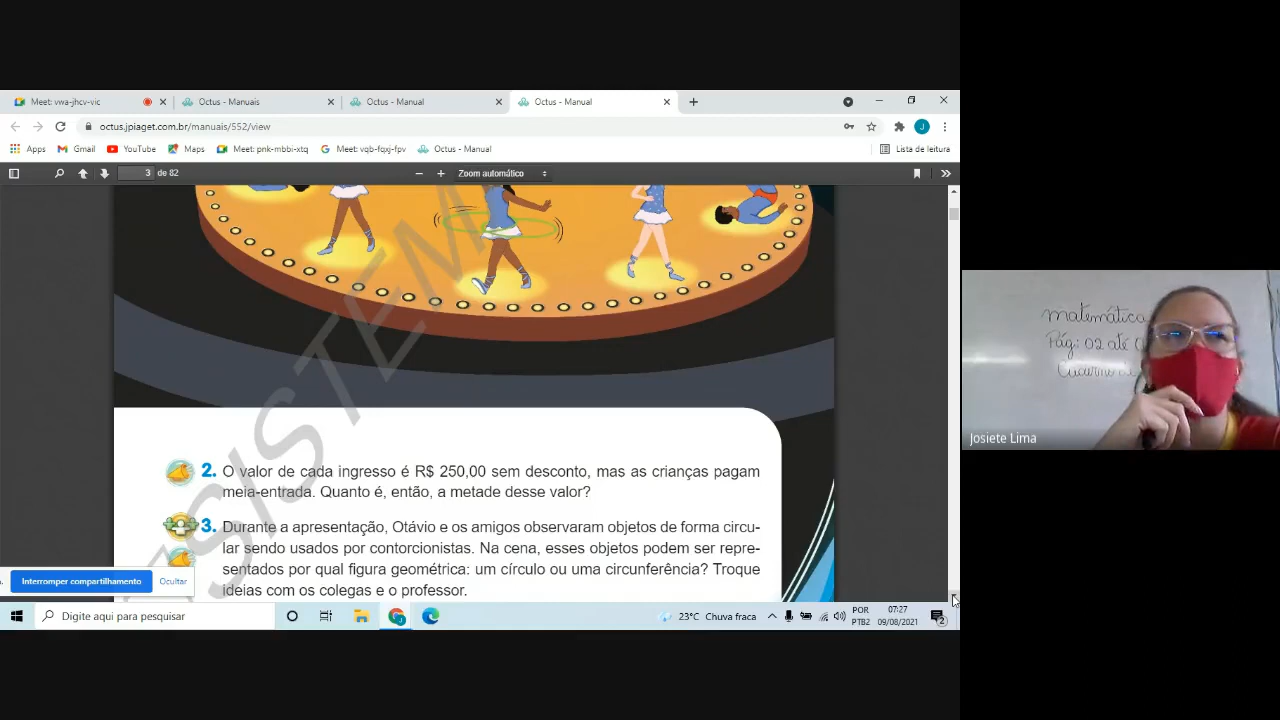 Meet: vwa-jhcv-vic
Octus - Manuais
Octus - Manual
Octus - Manual
octus.jpiaget.com.br/manuais/552/view
Apps
Gmail
YouTube
Maps
Meet: pnk-mbbi-xtq
Meet: vqb-fqxj-fpv
Octus - Manual
Lista de leitura
3 de 82
Zoom automático
SISTEM
2. O valor de cada ingresso é R$ 250,00 sem desconto, mas as crianças pagam
meia-entrada. Quanto é, então, a metade desse valor?
3. Durante a apresentação, Otávio e os amigos observaram objetos de forma circu-
lar sendo usados por contorcionistas. Na cena, esses objetos podem ser repre-
sentados por qual figura geométrica: um círculo ou uma circunferência? Troque
ideias com os colegas e o professor.
Interromper compartilhamento
Ocultar
Digite aqui para pesquisar
23°C Chuva fraca
POR
PTB2
07:27
09/08/2021
2
matemática
Pág: 02 até
Josiete Lima